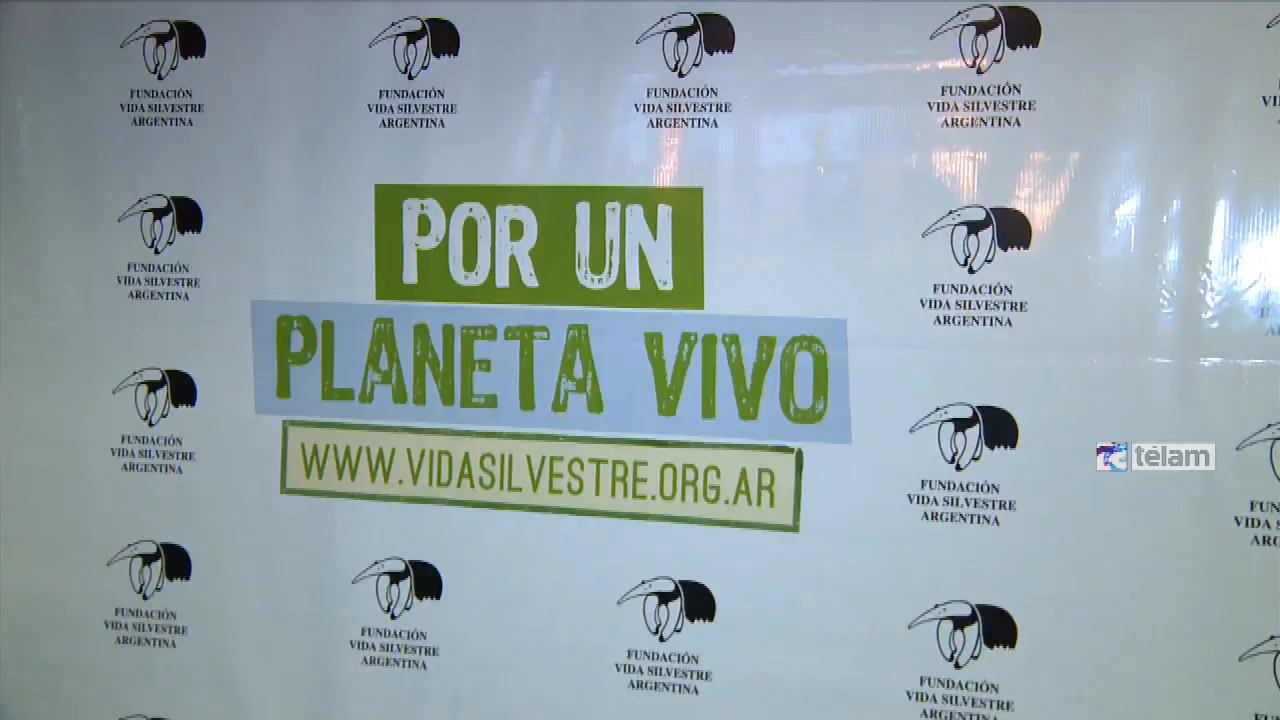 FUNDACIÓN
VIDA SILVESTRE
ARGENTINA
FUNDACIÓN
VIDA SILVESTRE
ARGENTINA
FUNDACIÓN
VIDA SILVESTRE
ARGENTINA
FUNDACIÓN
VIDA SILVESTRE
ARGENTINA
FUNDACIÓN
VIDA SILVESTRE
ARGENTINA
POR UN
PLANETA VIVO
WWW.VIDASILVESTRE.ORG.AR
FUNDACIÓN
VIDA SILVESTRE
ARGENTINA
FUNDACIÓN
VIDA SILVESTRE
ARGENTINA
FUNDACIÓN
VIDA SILVESTRE
ARGENTINA
télam
FUNDACIÓN
VIDA SILVESTRE
ARGENTINA
FUNDACIÓN
VIDA SILVESTRE
ARGENTINA
FUNDACIÓN
VIDA SILVESTRE
ARGENTINA
FUNDACIÓN
VIDA SILVESTRE
ARGENTINA